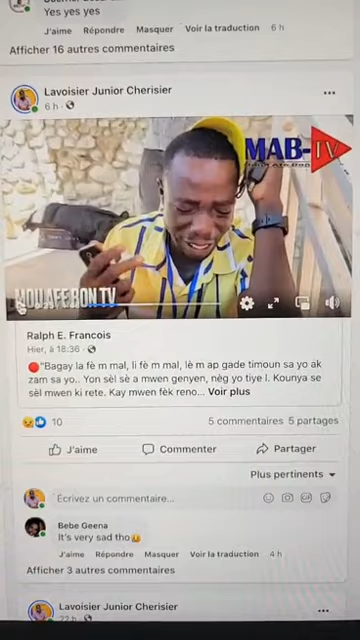 Yes yes yes
J'aime Répondre Masquer Voir la traduction 6 h
Afficher 16 autres commentaires
Lavoisier Junior Cherisier
6 h
MAB-TV
MOUAFEBON TV
Ralph E. Francois
Hier, à 18:36
"Bagay la fè m mal, li fè m mal, lè m ap gade timoun sa yo ak
zam sa yo.. Yon sèl sè a mwen genyen, nèg yo tiye l. Kounya se
sèl mwen ki rete. Kay mwen fèk reno... Voir plus
10 5 commentaires 5 partages
J'aime Commenter Partager
Plus pertinents
Écrivez un commentaire...
Bebe Geena
It's very sad tho
J'aime Répondre Masquer Voir la traduction 4 h
Afficher 3 autres commentaires
Lavoisier Junior Cherisier
22 h